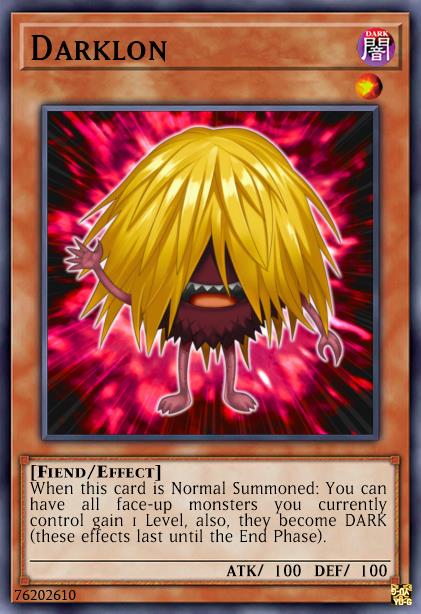 DARKLON
DARK
闇
[FIEND/EFFECT]
When this card is Normal Summoned: You can
have all face-up monsters you currently
control gain 1 Level, also, they become DARK
(these effects last until the End Phase).
ATK/ 100 DEF/ 100
76202610